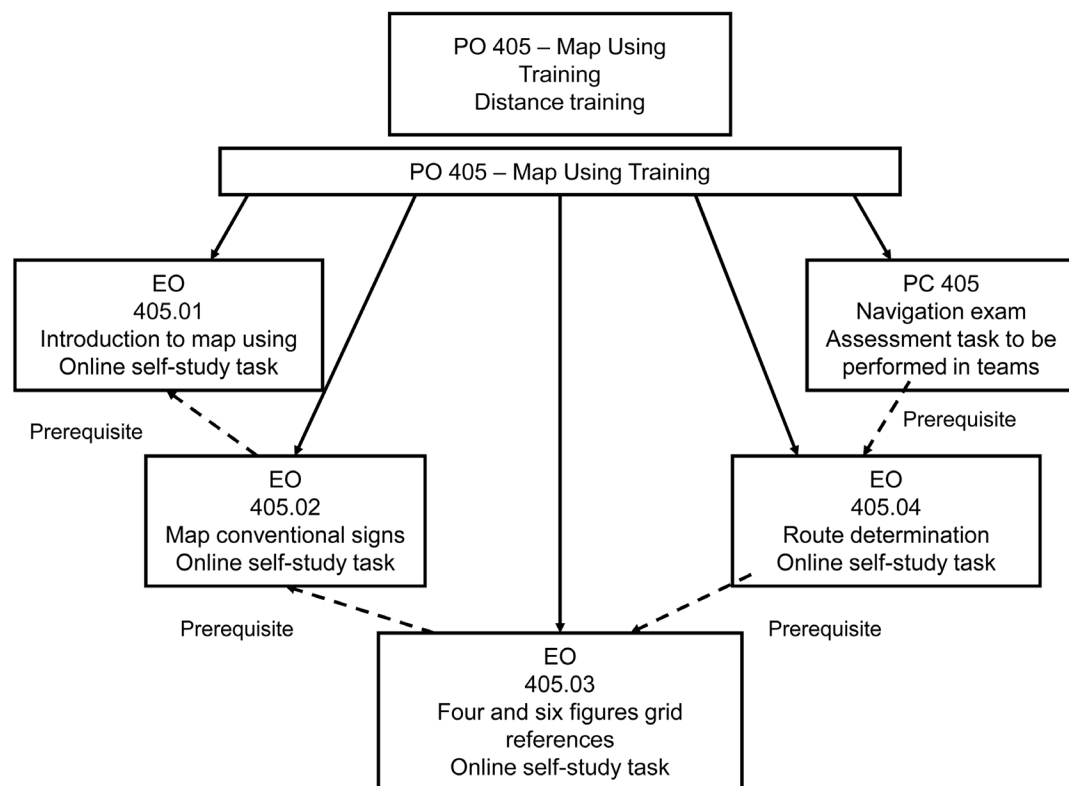 PO 405 – Map Using
Training
Distance training
PO 405 – Map Using Training
EO
405.01
Introduction to map using
Online self-study task
PC 405
Navigation exam
Assessment task to be
performed in teams
Prerequisite
Prerequisite
EO
405.02
Map conventional signs
Online self-study task
EO
405.04
Route determination
Online self-study task
Prerequisite
Prerequisite
EO
405.03
Four and six figures grid
references
Online self-study task